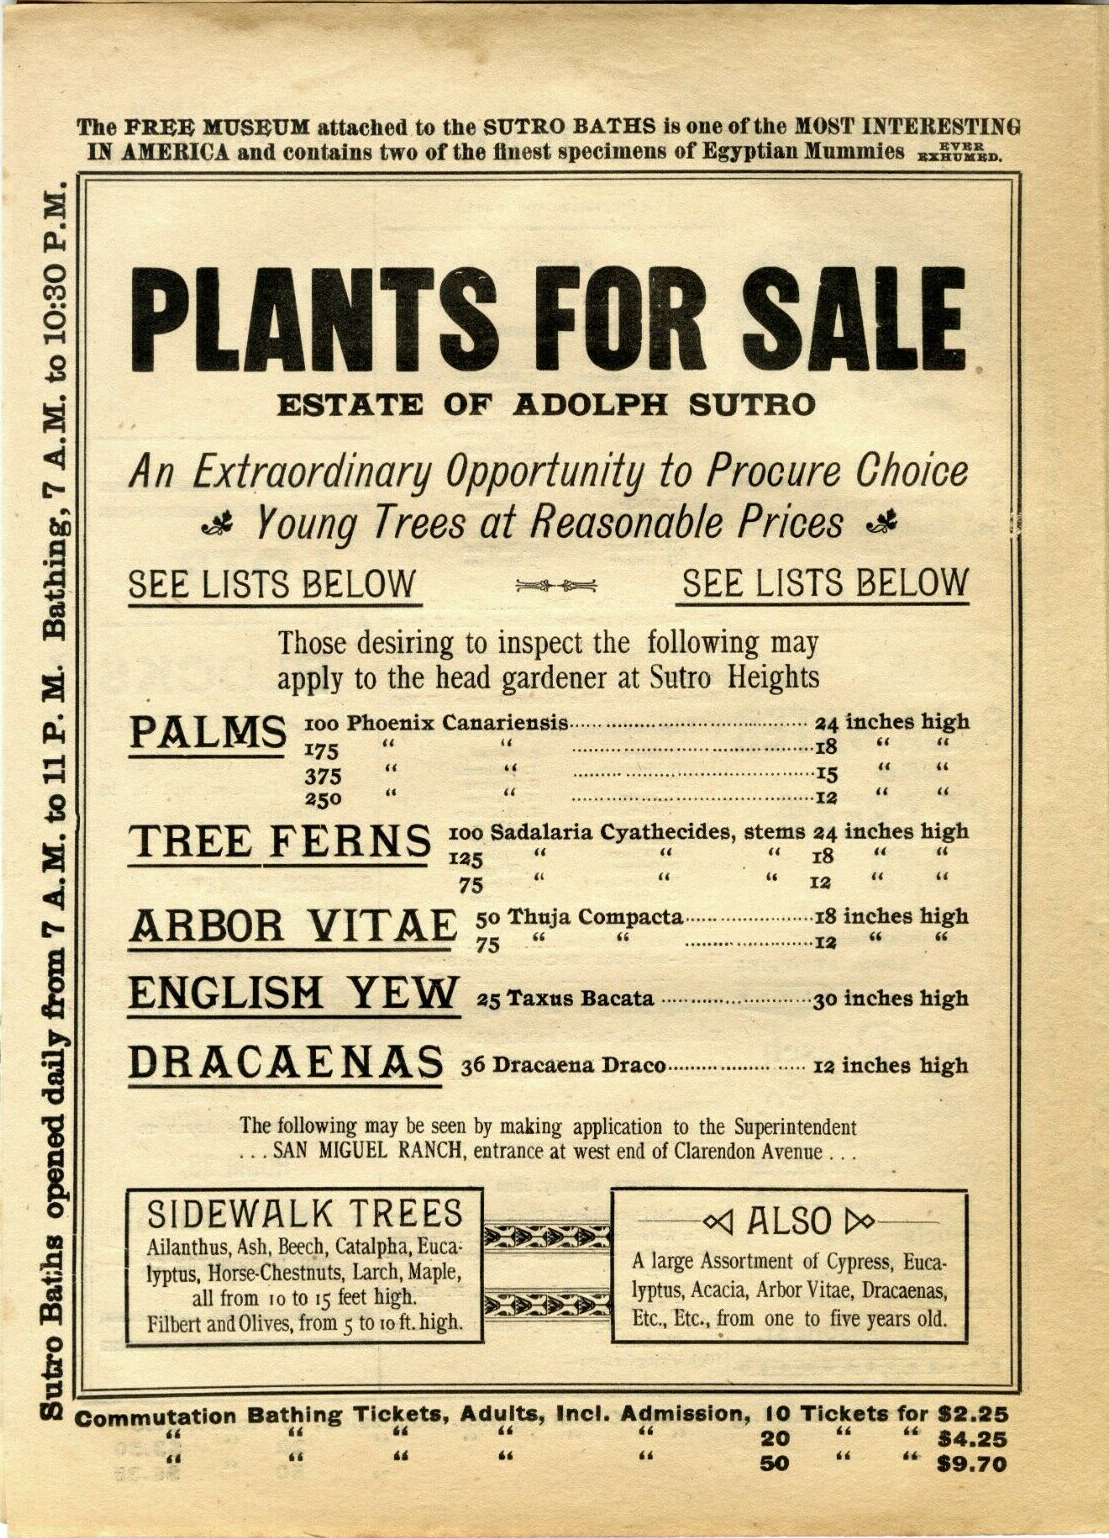 The FREE MUSEUM attached to the SUTRO BATHS is one of the MOST INTERESTING
IN AMERICA and contains two of the finest specimens of Egyptian Mummies EVER EXHUMED.
Sutro Baths opened daily from 7 A.M. to 11 P. M. Bathing, 7 A.M. to 10:30 P.M.
PLANTS FOR SALE
ESTATE OF ADOLPH SUTRO
An Extraordinary Opportunity to Procure Choice
Young Trees at Reasonable Prices
SEE LISTS BELOW SEE LISTS BELOW
Those desiring to inspect the following may
apply to the head gardener at Sutro Heights
PALMS 100 Phoenix Canariensis........................ 24 inches high
175 “ “ ........................18 “ “
375 “ “ ........................15 “ “
250 “ “ ........................12 “ “
TREE FERNS 100 Sadalaria Cyathecides, stems 24 inches high
125 “ “ “ 18 “ “
75 “ “ “ 12 “ “
ARBOR VITAE 50 Thuja Compacta................18 inches high
75 “ “ ................12 “ “
ENGLISH YEW 25 Taxus Bacata ..................30 inches high
DRACAENAS 36 Dracaena Draco.................. 12 inches high
The following may be seen by making application to the Superintendent
. . . SAN MIGUEL RANCH, entrance at west end of Clarendon Avenue . . .
SIDEWALK TREES
Ailanthus, Ash, Beech, Catalpha, Euca-
lyptus, Horse-Chestnuts, Larch, Maple,
all from 10 to 15 feet high.
Filbert and Olives, from 5 to 10 ft. high.
ALSO
A large Assortment of Cypress, Euca-
lyptus, Acacia, Arbor Vitae, Dracaenas,
Etc., Etc., from one to five years old.
Commutation Bathing Tickets, Adults, Incl. Admission, 10 Tickets for $2.25
“ “ “ “ “ 20 “ “ $4.25
“ “ “ “ “ 50 “ “ $9.70